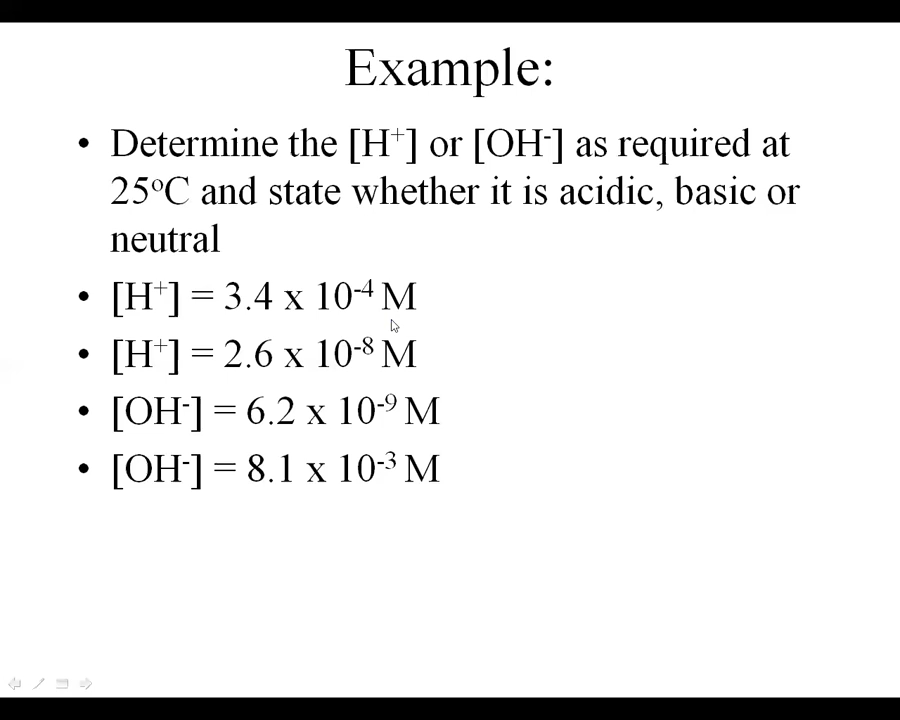 Example:
• Determine the [H⁺] or [OH⁻] as required at
25ºC and state whether it is acidic, basic or
neutral
• [H⁺] = 3.4 x 10⁻⁴ M
• [H⁺] = 2.6 x 10⁻⁸ M
• [OH⁻] = 6.2 x 10⁻⁹ M
• [OH⁻] = 8.1 x 10⁻³ M